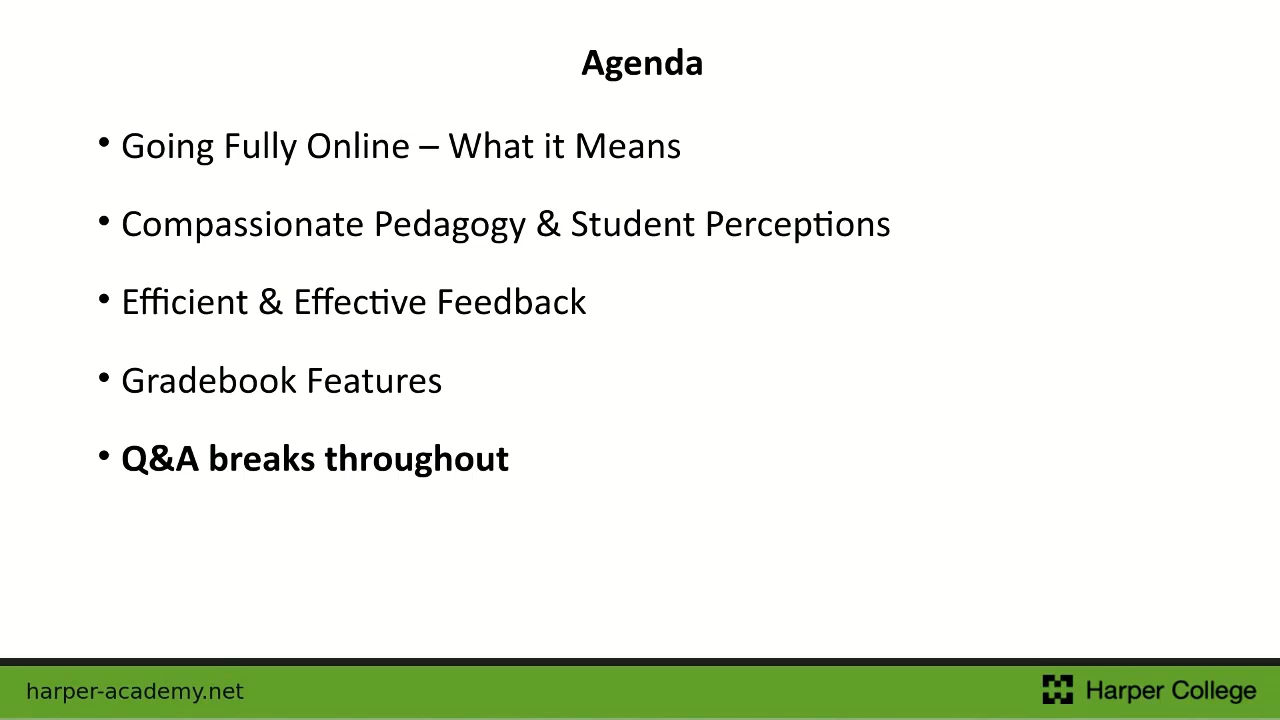 Agenda
• Going Fully Online – What it Means
• Compassionate Pedagogy & Student Perceptions
• Efficient & Effective Feedback
• Gradebook Features
• Q&A breaks throughout
harper-academy.net
Harper College